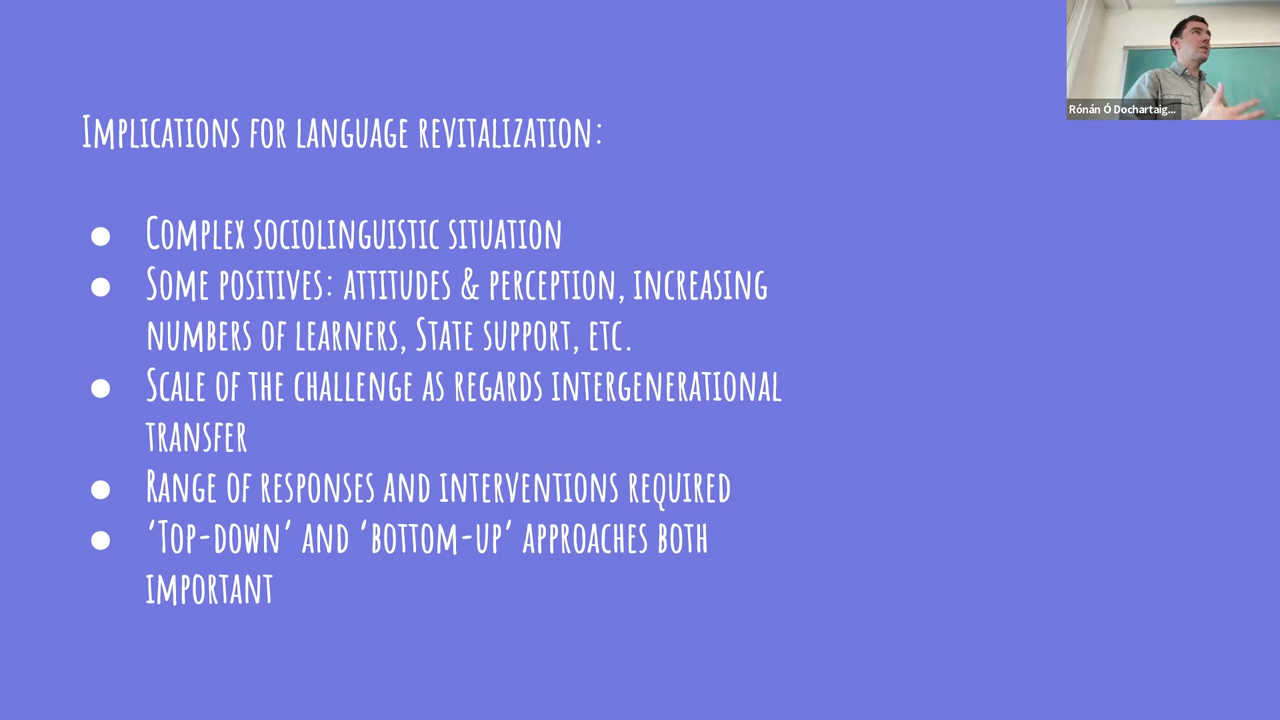 Implications for language revitalization:
● Complex sociolinguistic situation
● Some positives: attitudes & perception, increasing
numbers of learners, State support, etc.
● Scale of the challenge as regards intergenerational
transfer
● Range of responses and interventions required
● ‘Top-down’ and ‘bottom-up’ approaches both
important
Rónán Ó Dochartaig...